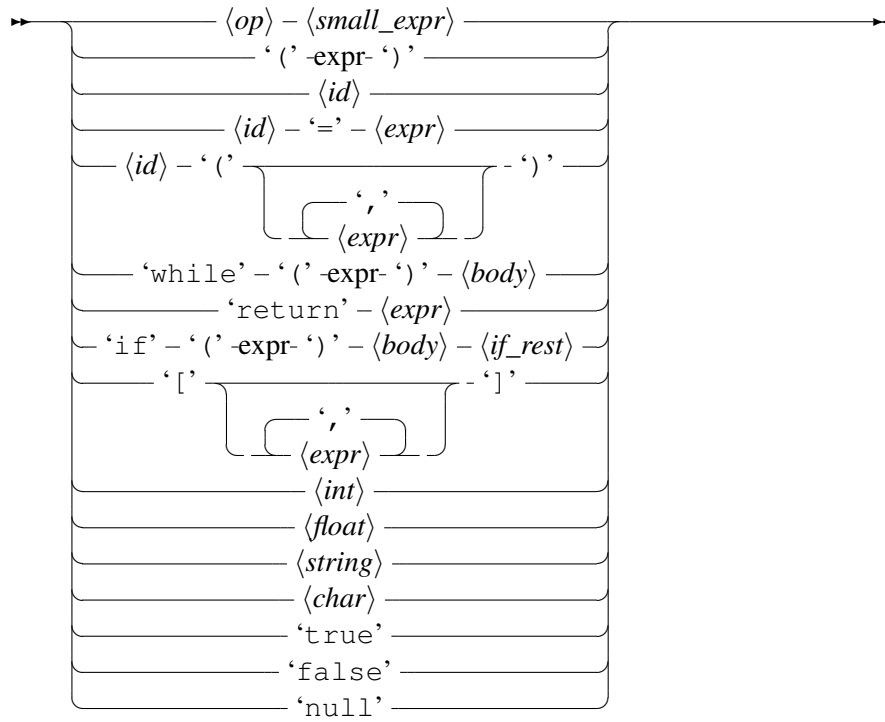 ⟨op⟩ ⟨small_expr⟩
‘(’ expr ‘)’
⟨id⟩
⟨id⟩ ‘=’ ⟨expr⟩
⟨id⟩ ‘(’ ‘)’
‘,’
⟨expr⟩
‘while’ ‘(’ expr ‘)’ ⟨body⟩
‘return’ ⟨expr⟩
‘if’ ‘(’ expr ‘)’ ⟨body⟩ ⟨if_rest⟩
‘[’ ‘]’
‘,’
⟨expr⟩
⟨int⟩
⟨float⟩
⟨string⟩
⟨char⟩
‘true’
‘false’
‘null’